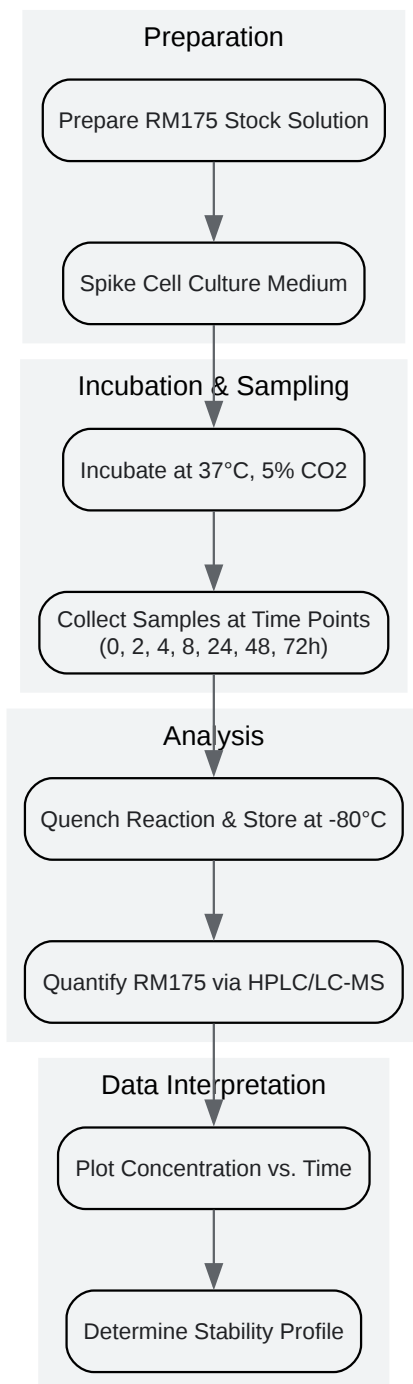 Preparation
Prepare RM175 Stock Solution
Spike Cell Culture Medium
Incubation & Sampling
Incubate at 37°C, 5% CO2
Collect Samples at Time Points
(0, 2, 4, 8, 24, 48, 72h)
Analysis
Quench Reaction & Store at -80°C
Quantify RM175 via HPLC/LC-MS
Data Interpretation
Plot Concentration vs. Time
Determine Stability Profile